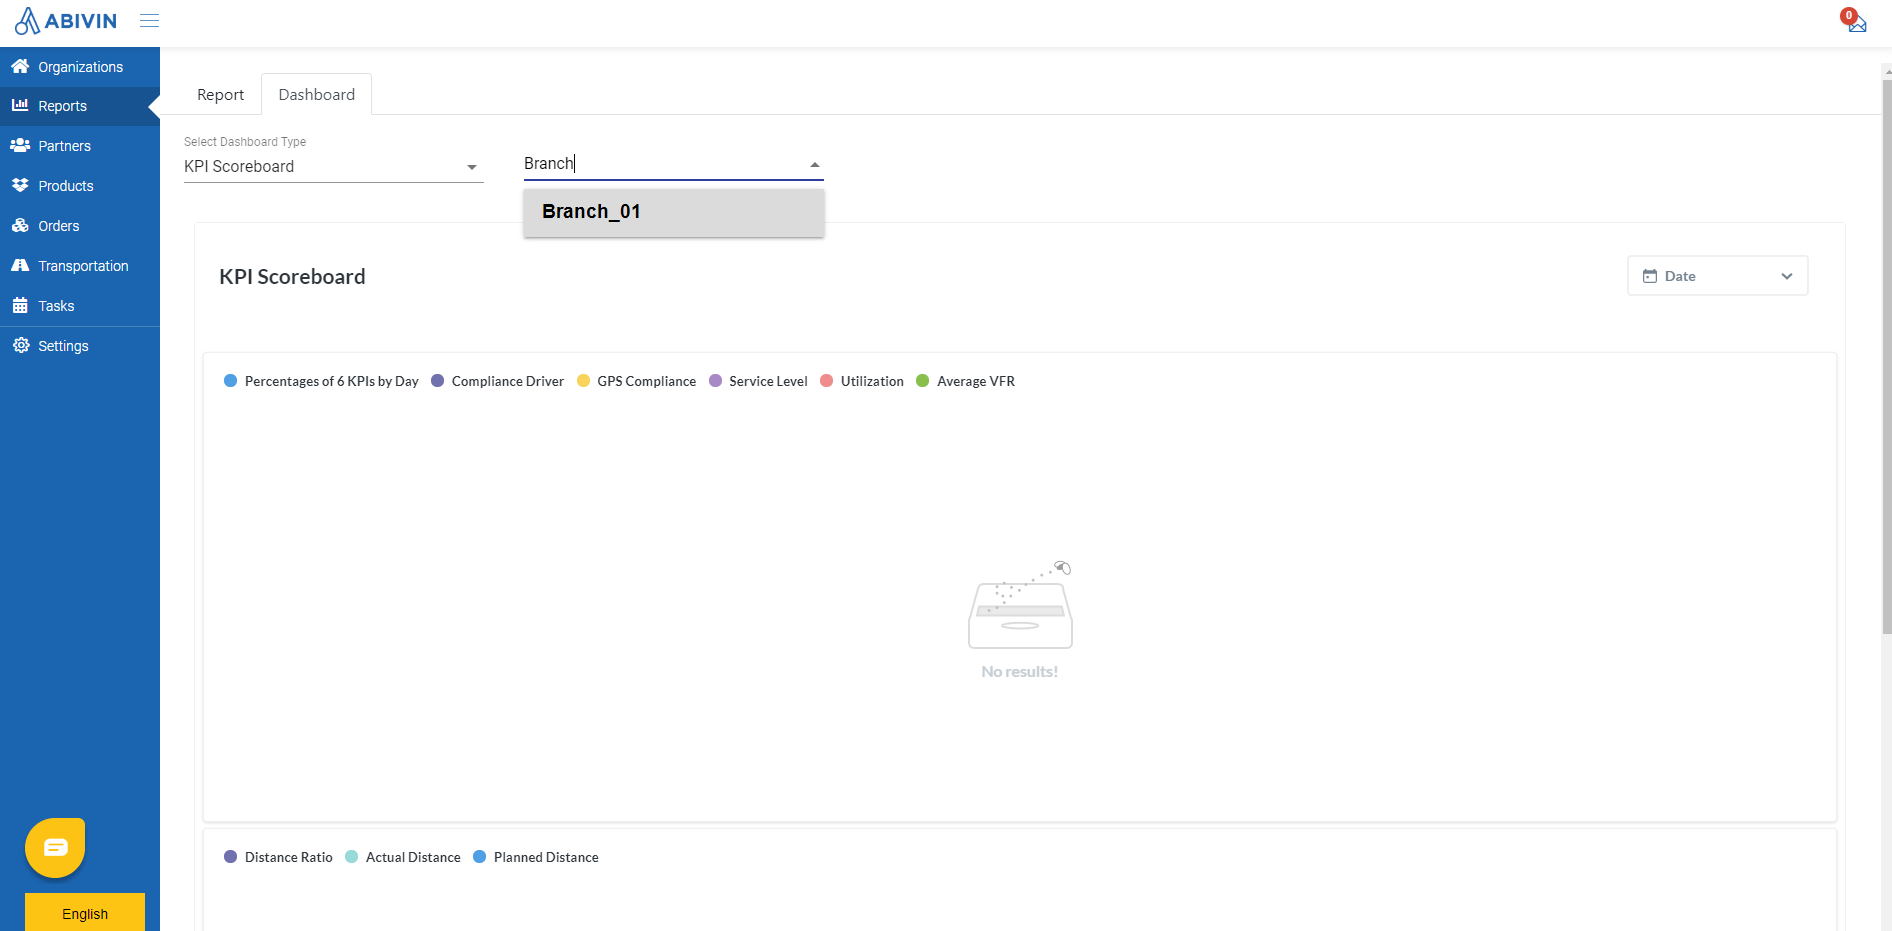 ABIVIN
0
Organizations
Reports
Partners
Products
Orders
Transportation
Tasks
Settings
English
Report
Dashboard
Select Dashboard Type
KPI Scoreboard
Branch
Branch_01
KPI Scoreboard
Date
Percentages of 6 KPIs by Day Compliance Driver GPS Compliance Service Level Utilization Average VFR
No results!
Distance Ratio Actual Distance Planned Distance